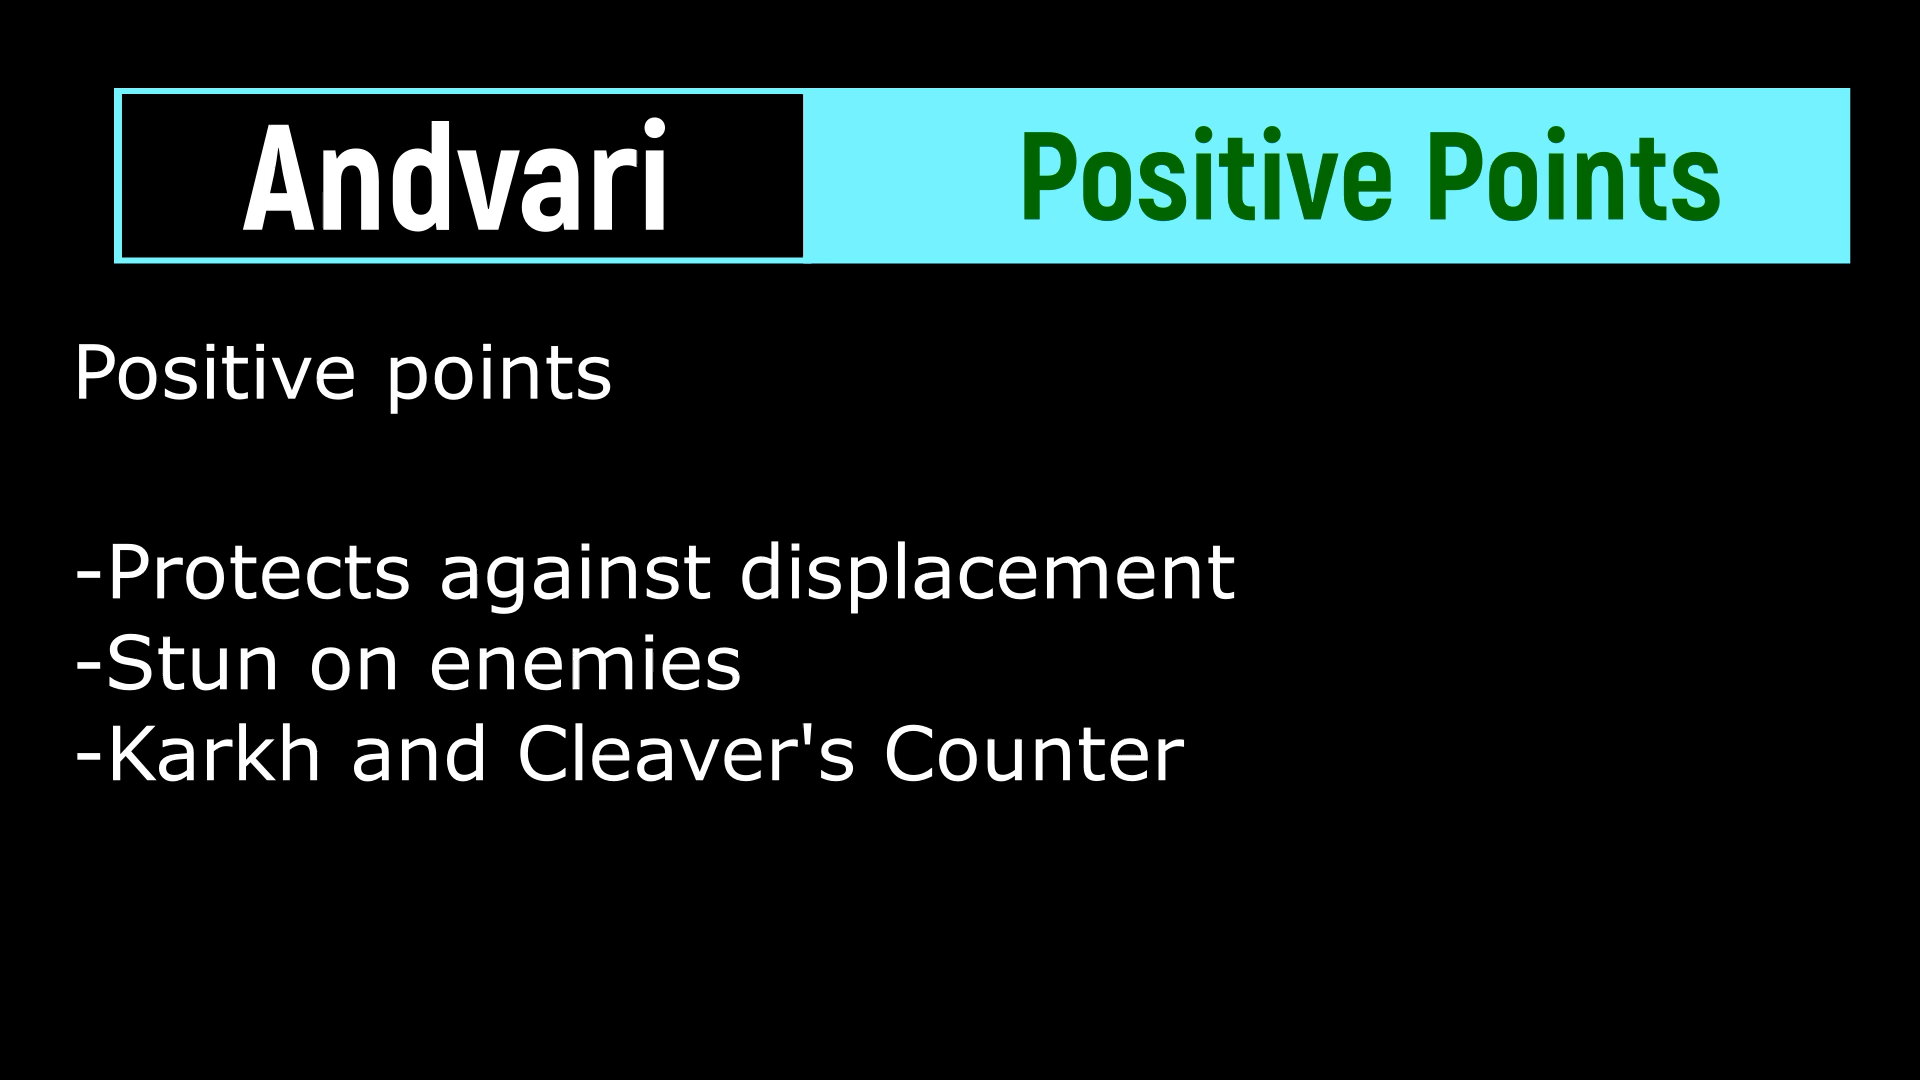 Andvari
Positive Points
Positive points
-Protects against displacement
-Stun on enemies
-Karkh and Cleaver's Counter